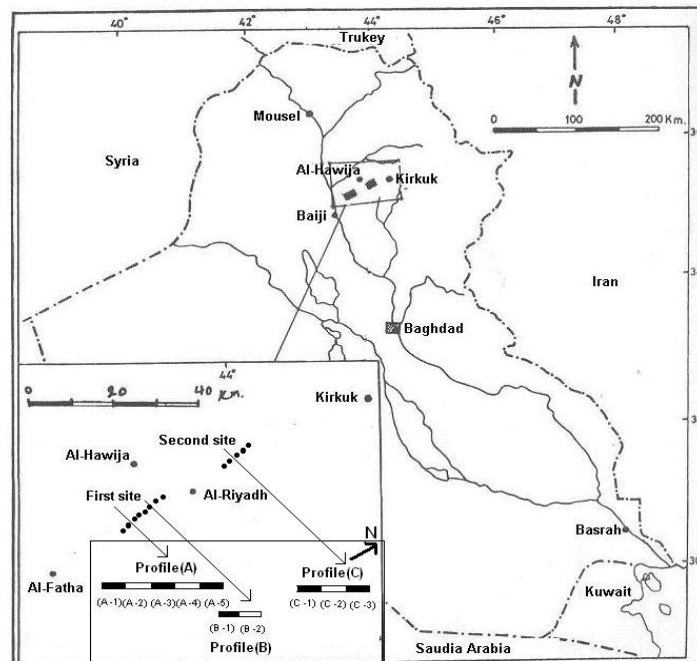 40° 42° 44° 46° 48°
Trukey
N
Mousel
0 100 200 Km.
Syria
Al-Hawija
Kirkuk
Baiji
Iran
Baghdad
44°
0 20 40 Km.
Kirkuk
Second site
Al-Hawija
First site
Al-Riyadh
N
Basrah
Profile(A)
Profile(C)
Al-Fatha
Kuwait
(A-1) (A-2) (A-3) (A-4) (A-5)
(C-1) (C-2) (C-3)
(B-1) (B-2)
Profile(B)
Saudia Arabia